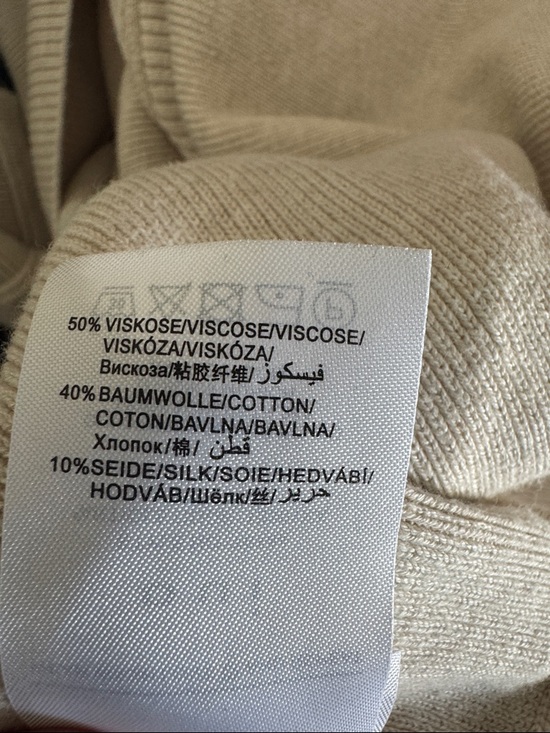 50% VISKOSE/VISCOSE/VISCOSE/
VISKÓZA/VISKÓZA/
Вискоза/粘胶纤维/فيسكوز
40% BAUMWOLLE/COTTON/
COTON/BAVLNA/BAVLNA/
Хлопок/棉/ قطن
10% SEIDE/SILK/SOIE/HEDVÁBÍ/
HODVÁB/Шёлк/丝/حرير